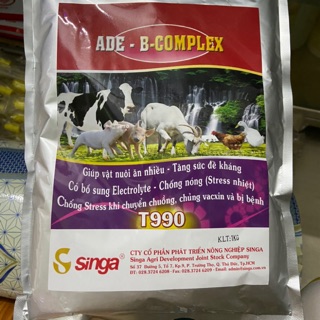 ADE - B-COMPLEX
Giúp vật nuôi ăn nhiều - Tăng sức đề kháng
Có bổ sung Electrolyte - Chống nóng (Stress nhiệt)
Chống Stress khi chuyển chuồng, chủng vacxin và bị bệnh
T990
KLT:1KG
singa
CTY CỔ PHẦN PHÁT TRIỂN NÔNG NGHIỆP SINGA
Singa Agri Development Joint Stock Company